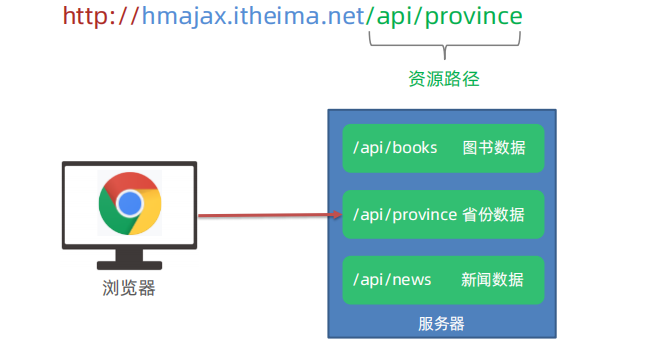 http://hmajax.itheima.net/api/province
资源路径
/api/books 图书数据
/api/province 省份数据
/api/news 新闻数据
浏览器
服务器